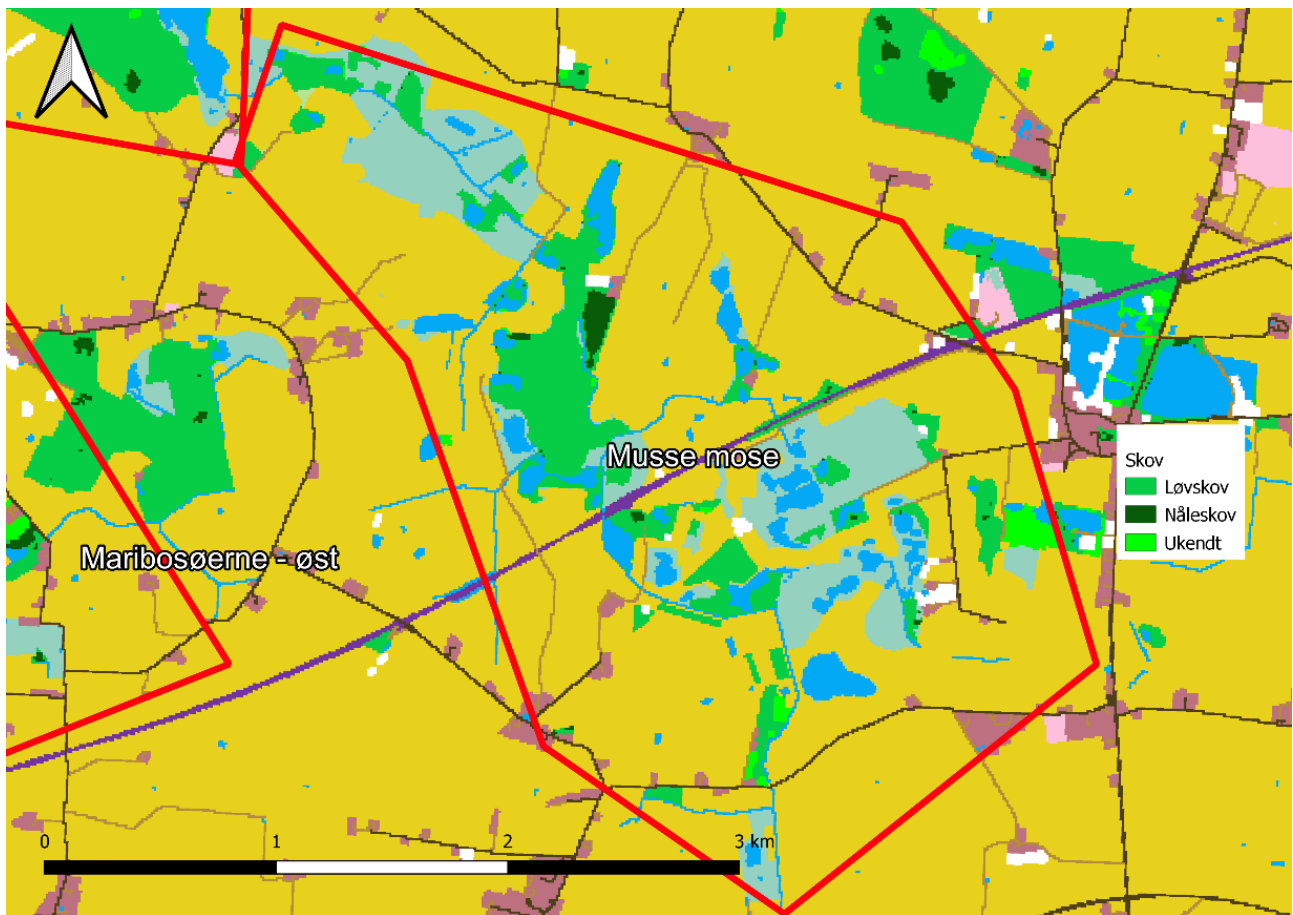 Musse mose
Skov
Løvskov
Nåleskov
Ukendt
Maribosøerne - øst
0 1 2 3 km